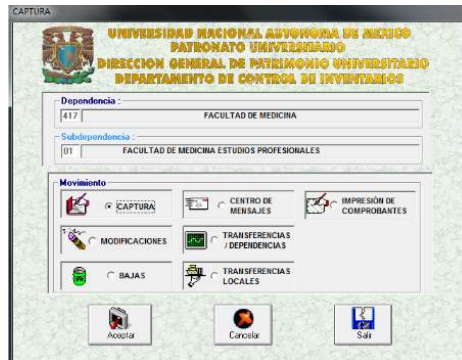 CAPTURA
UNIVERSIDAD NACIONAL AUTONOMA DE MEXICO
PATRONATO UNIVERSITARIO
DIRECCION GENERAL DE PATRIMONIO UNIVERSITARIO
DEPARTAMENTO DE CONTROL DE INVENTARIOS
Dependencia :
417 FACULTAD DE MEDICINA
Subdependencia :
01 FACULTAD DE MEDICINA ESTUDIOS PROFESIONALES
Movimiento
CAPTURA
CENTRO DE
MENSAJES
IMPRESIÓN DE
COMPROBANTES
MODIFICACIONES
TRANSFERENCIAS
/ DEPENDENCIAS
BAJAS
TRANSFERENCIAS
LOCALES
Aceptar Cancelar Salir